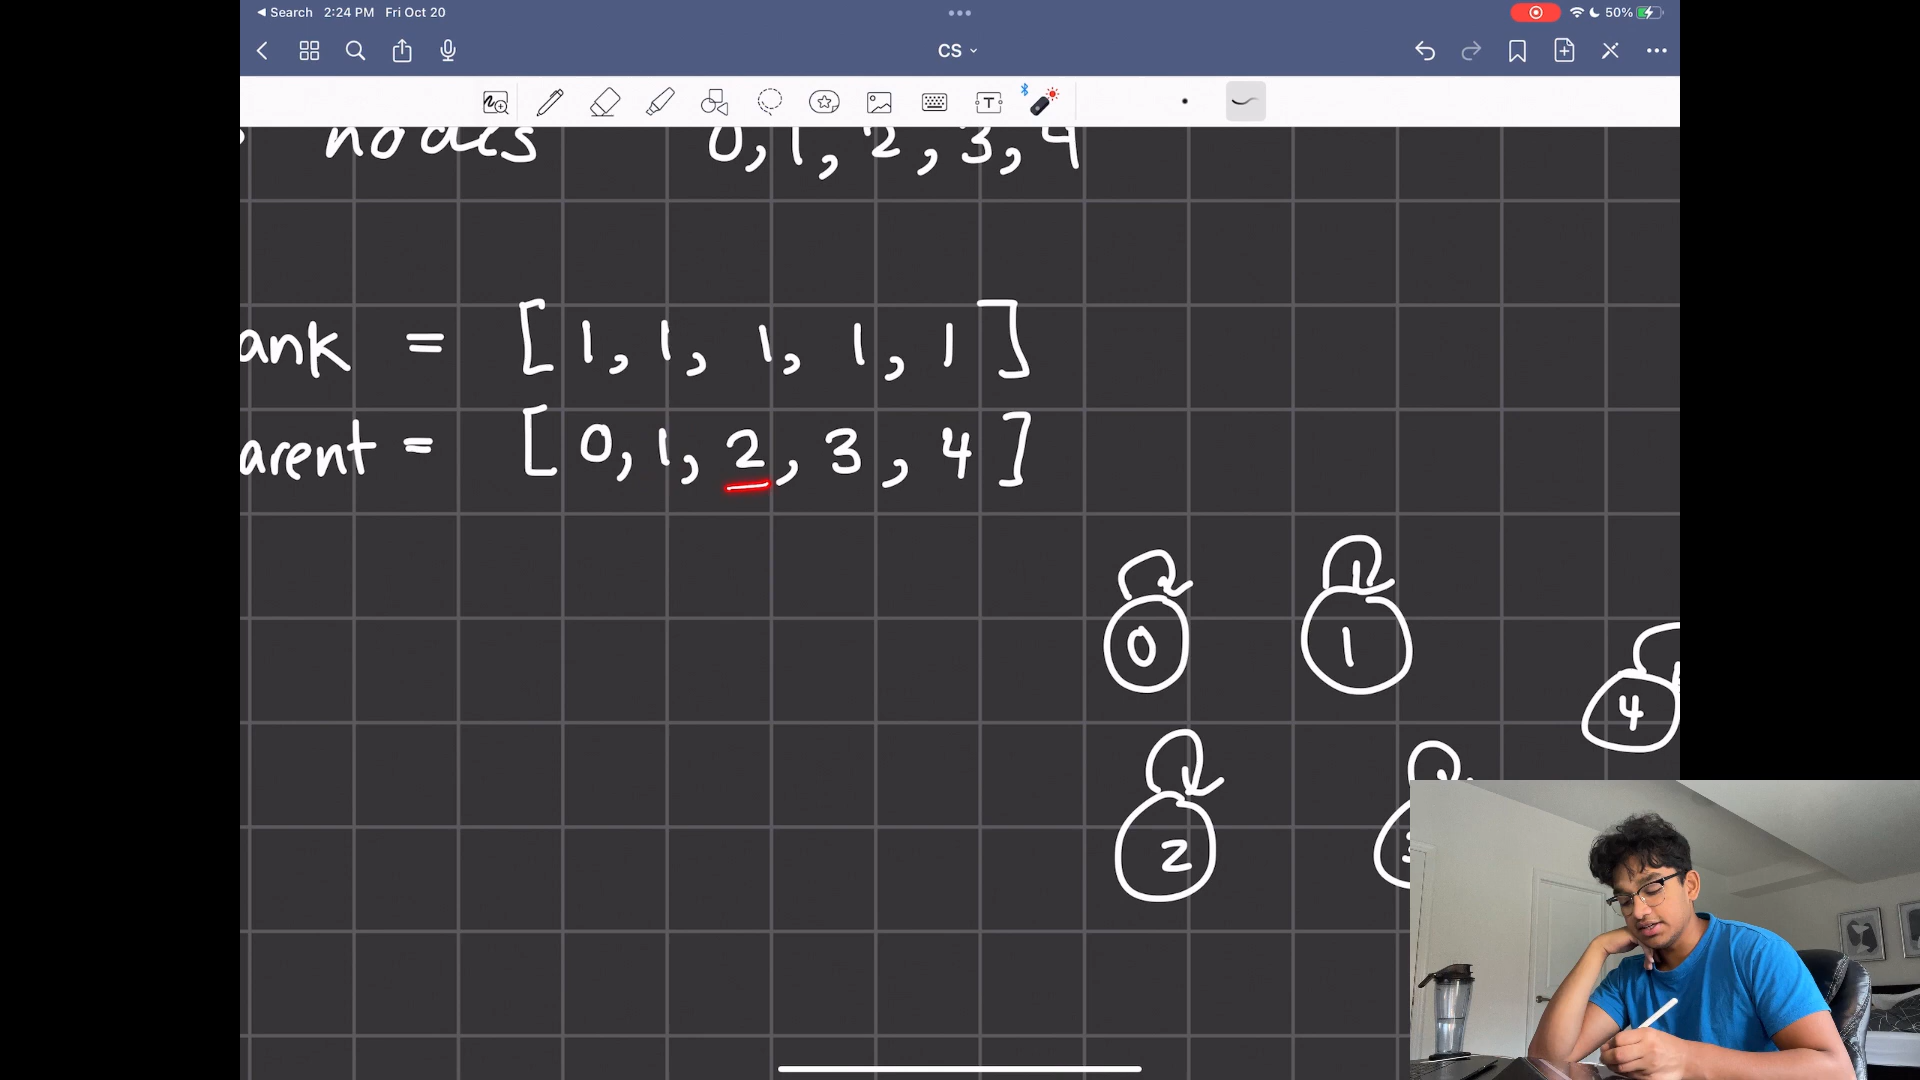 Search 2:24 PM Fri Oct 20
50%
CS
T
nodes 0, 1, 2, 3, 4
ank = [ 1, 1, 1, 1, 1 ]
arent = [ 0, 1, 2, 3, 4 ]
0 1
4
2